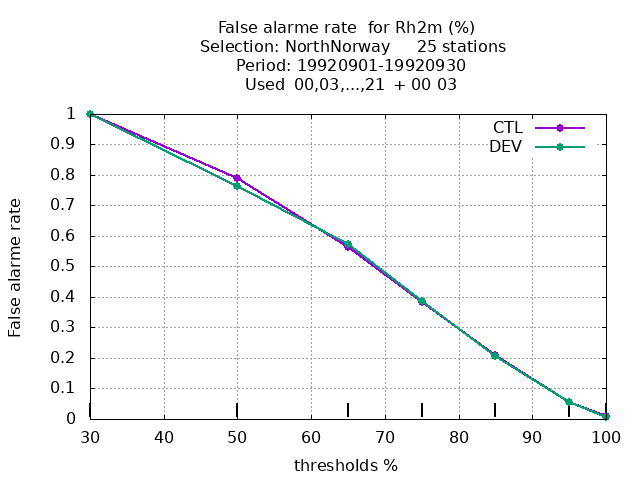 False alarme rate  for Rh2m (%)
Selection: NorthNorway     25 stations
Period: 19920901-19920930
Used  00,03,...,21  + 00 03
CTL
DEV
1
0.9
0.8
0.7
0.6
0.5
0.4
0.3
0.2
0.1
0
False alarme rate
30 40 50 60 70 80 90 100
thresholds %